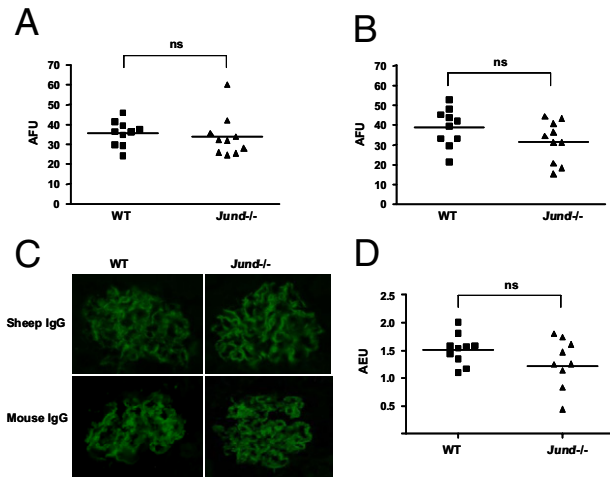 A
ns
70
60
50
40
30
20
10
0
AFU
WT
Jund-/-
B
ns
70
60
50
40
30
20
10
0
AFU
WT
Jund-/-
C
WT
Jund-/-
Sheep IgG
Mouse IgG
D
ns
2.5
2.0
1.5
1.0
0.5
AEU
WT
Jund-/-